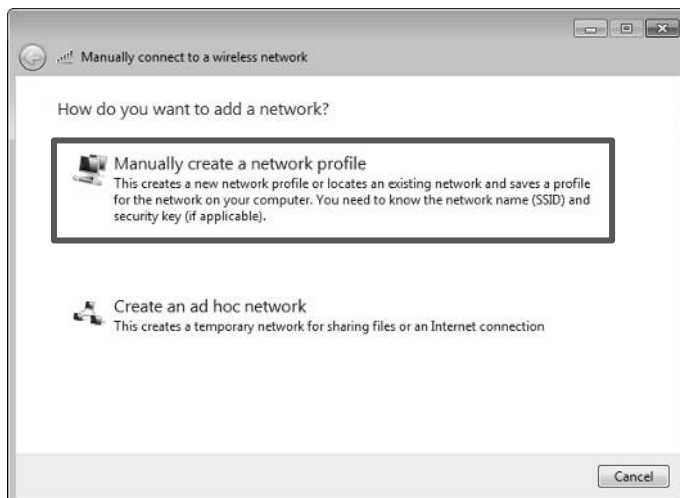 Manually connect to a wireless network
How do you want to add a network?
Manually create a network profile
This creates a new network profile or locates an existing network and saves a profile
for the network on your computer. You need to know the network name (SSID) and
security key (if applicable).
Create an ad hoc network
This creates a temporary network for sharing files or an Internet connection
Cancel